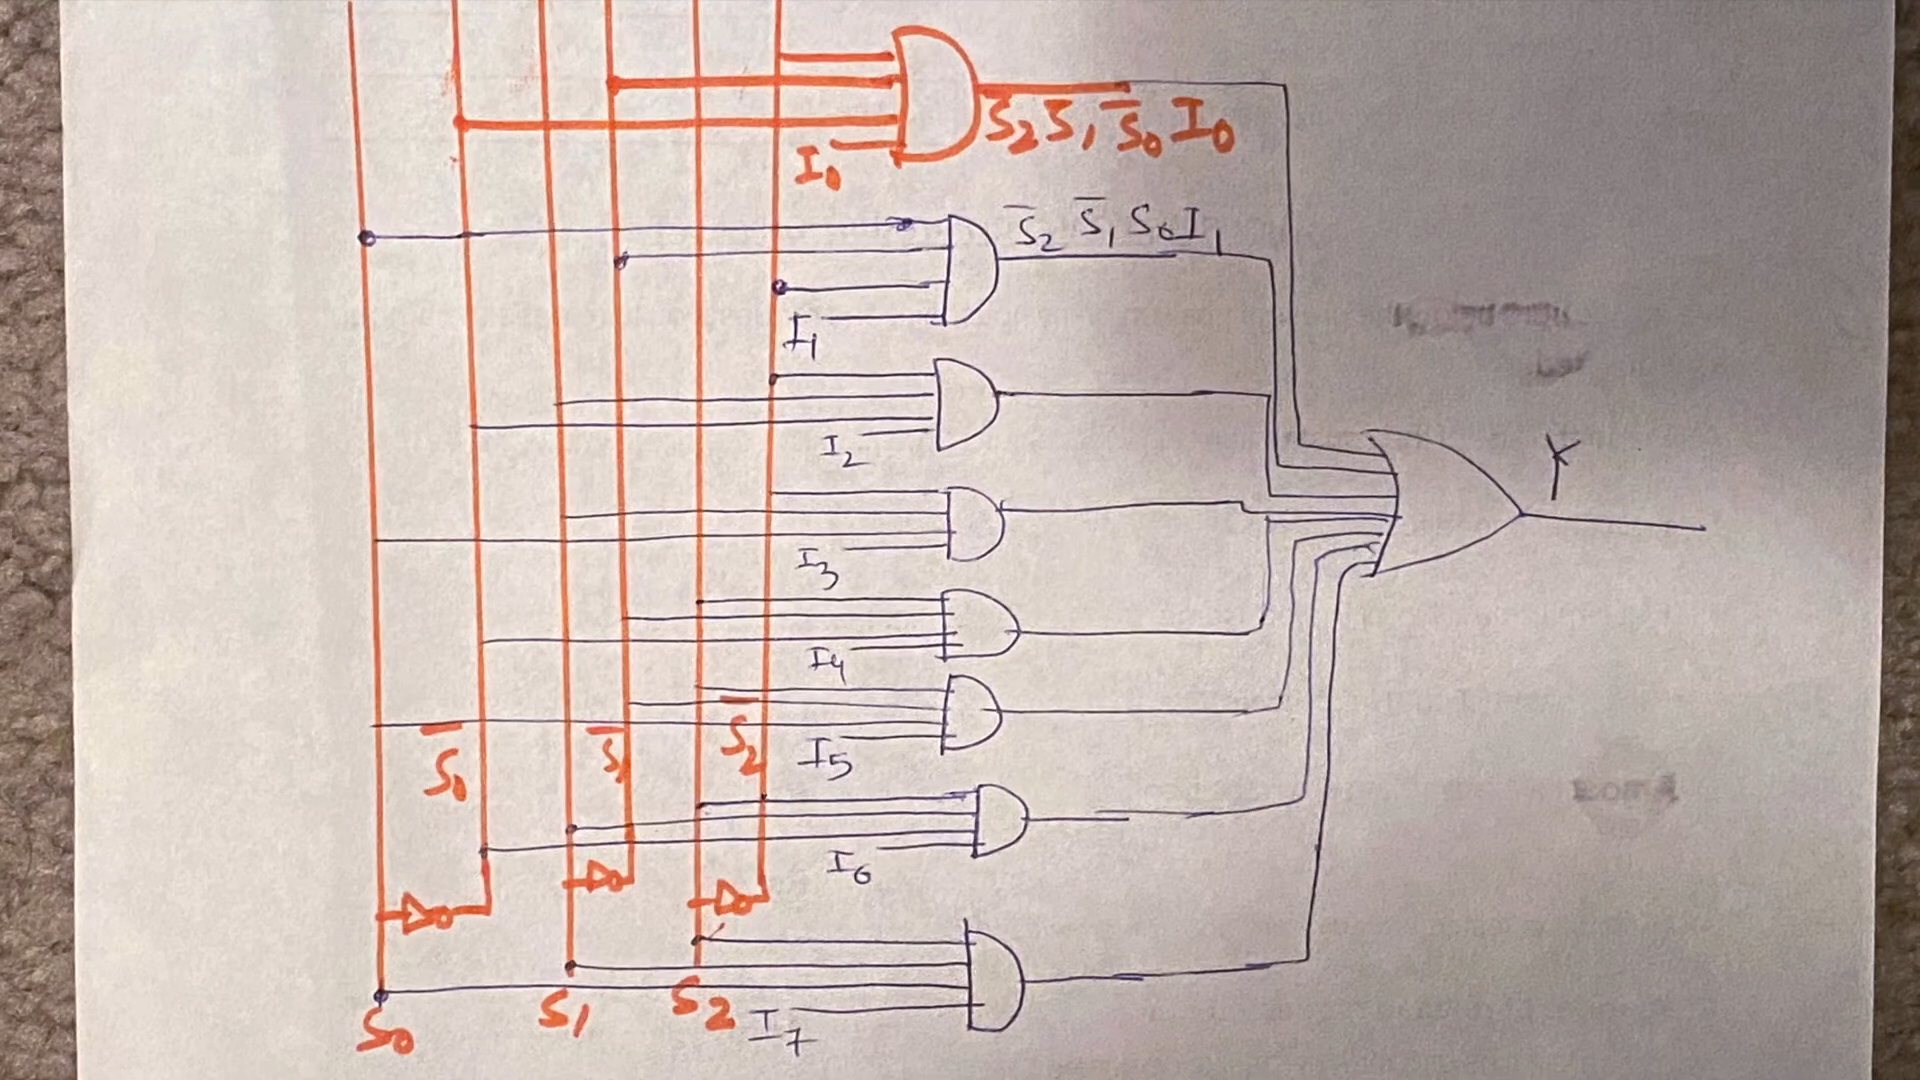 S̅₂ S̅₁ S̅₀ I₀
I₀
S̅₂ S̅₁ S₀ I₁
I₁
I₂
Y
I₃
I₄
S̅₀ S̅₁ S̅₂
I₅
I₆
S₀ S₁ S₂
I₇